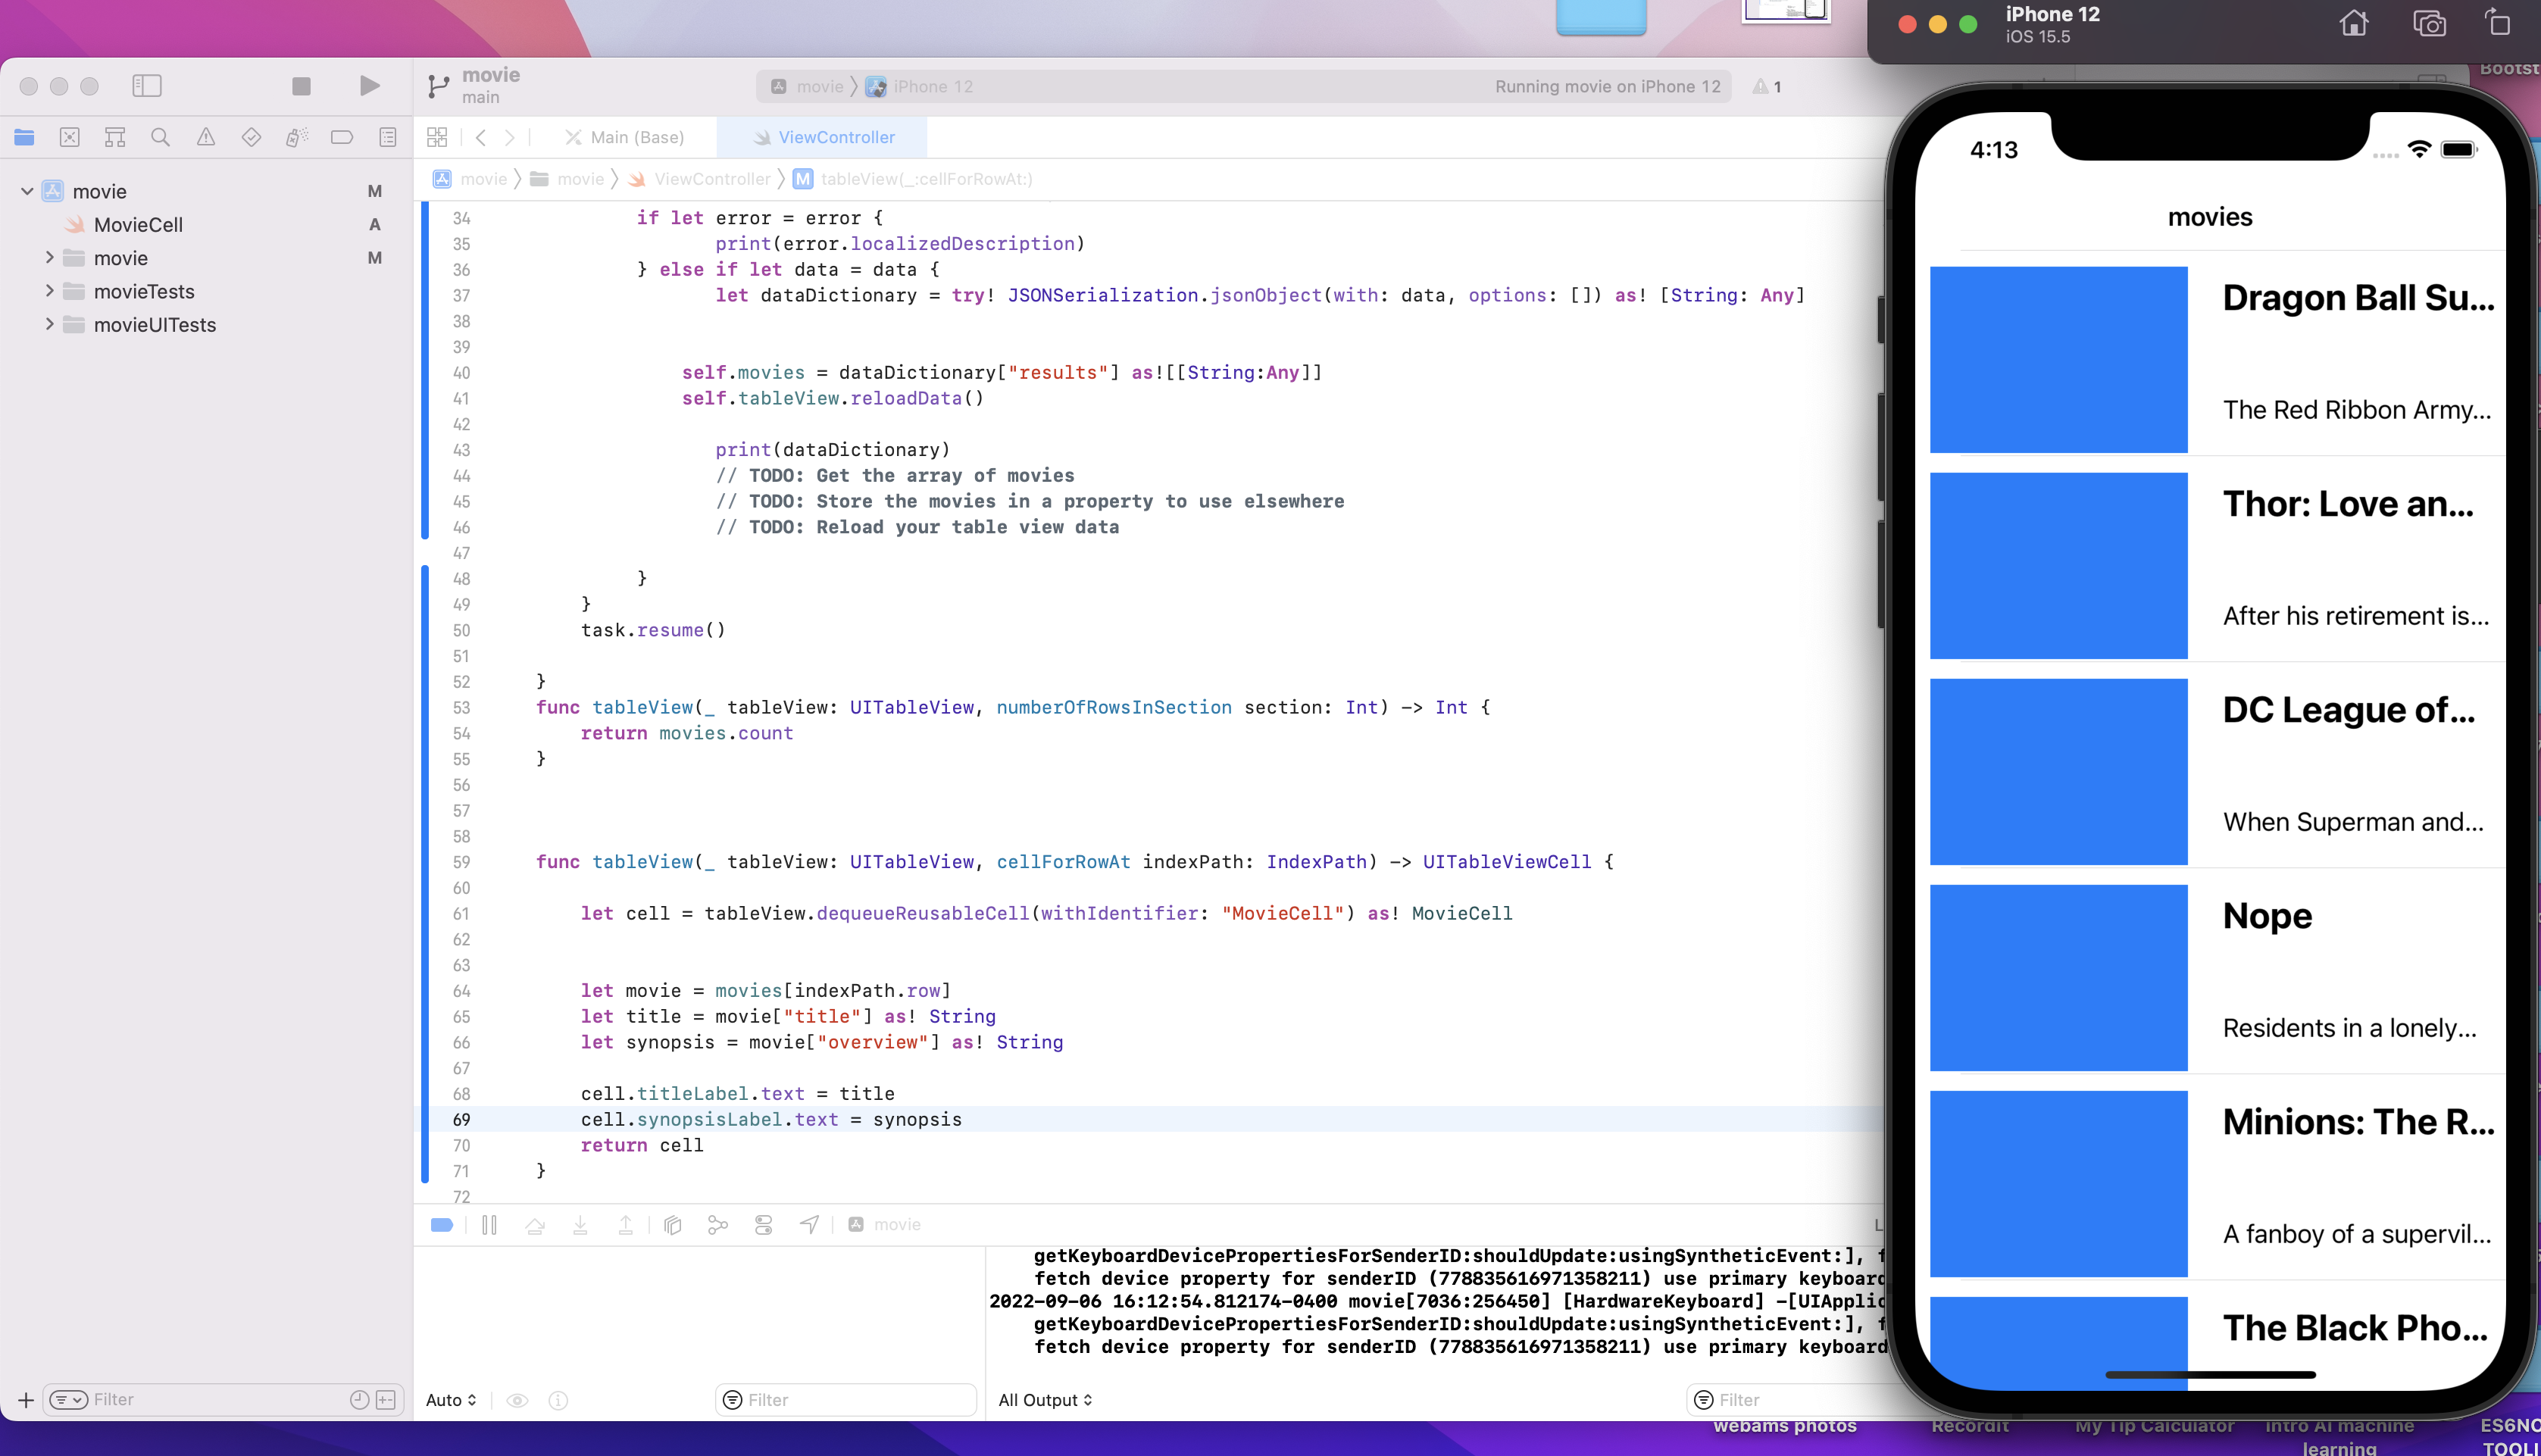 iPhone 12
iOS 15.5
Bootst
movie
main
movie
iPhone 12
Running movie on iPhone 12
1
Main (Base)
ViewController
movie
movie
ViewController
M
tableView(_:cellForRowAt:)
movie M
MovieCell A
movie M
movieTests
movieUITests
34 if let error = error {
35 print(error.localizedDescription)
36 } else if let data = data {
37 let dataDictionary = try! JSONSerialization.jsonObject(with: data, options: []) as! [String: Any]
38
39
40 self.movies = dataDictionary["results"] as![[String:Any]]
41 self.tableView.reloadData()
42
43 print(dataDictionary)
44 // TODO: Get the array of movies
45 // TODO: Store the movies in a property to use elsewhere
46 // TODO: Reload your table view data
47
48 }
49 }
50 task.resume()
51
52 }
53 func tableView(_ tableView: UITableView, numberOfRowsInSection section: Int) -> Int {
54 return movies.count
55 }
56
57
58
59 func tableView(_ tableView: UITableView, cellForRowAt indexPath: IndexPath) -> UITableViewCell {
60
61 let cell = tableView.dequeueReusableCell(withIdentifier: "MovieCell") as! MovieCell
62
63
64 let movie = movies[indexPath.row]
65 let title = movie["title"] as! String
66 let synopsis = movie["overview"] as! String
67
68 cell.titleLabel.text = title
69 cell.synopsisLabel.text = synopsis
70 return cell
71 }
72
movie
getKeyboardDevicePropertiesForSenderID:shouldUpdate:usingSyntheticEvent:], f
fetch device property for senderID (778835616971358211) use primary keyboard
2022-09-06 16:12:54.812174-0400 movie[7036:256450] [HardwareKeyboard] -[UIApplic
getKeyboardDevicePropertiesForSenderID:shouldUpdate:usingSyntheticEvent:], f
fetch device property for senderID (778835616971358211) use primary keyboard
Filter
Auto
Filter
All Output
Filter
4:13
movies
Dragon Ball Su...
The Red Ribbon Army...
Thor: Love an...
After his retirement is...
DC League of...
When Superman and...
Nope
Residents in a lonely...
Minions: The R...
A fanboy of a supervil...
The Black Pho...
webams photos
Recordit
My Tip Calculator
Intro AI machine
learning
ES6NO
TOOLI